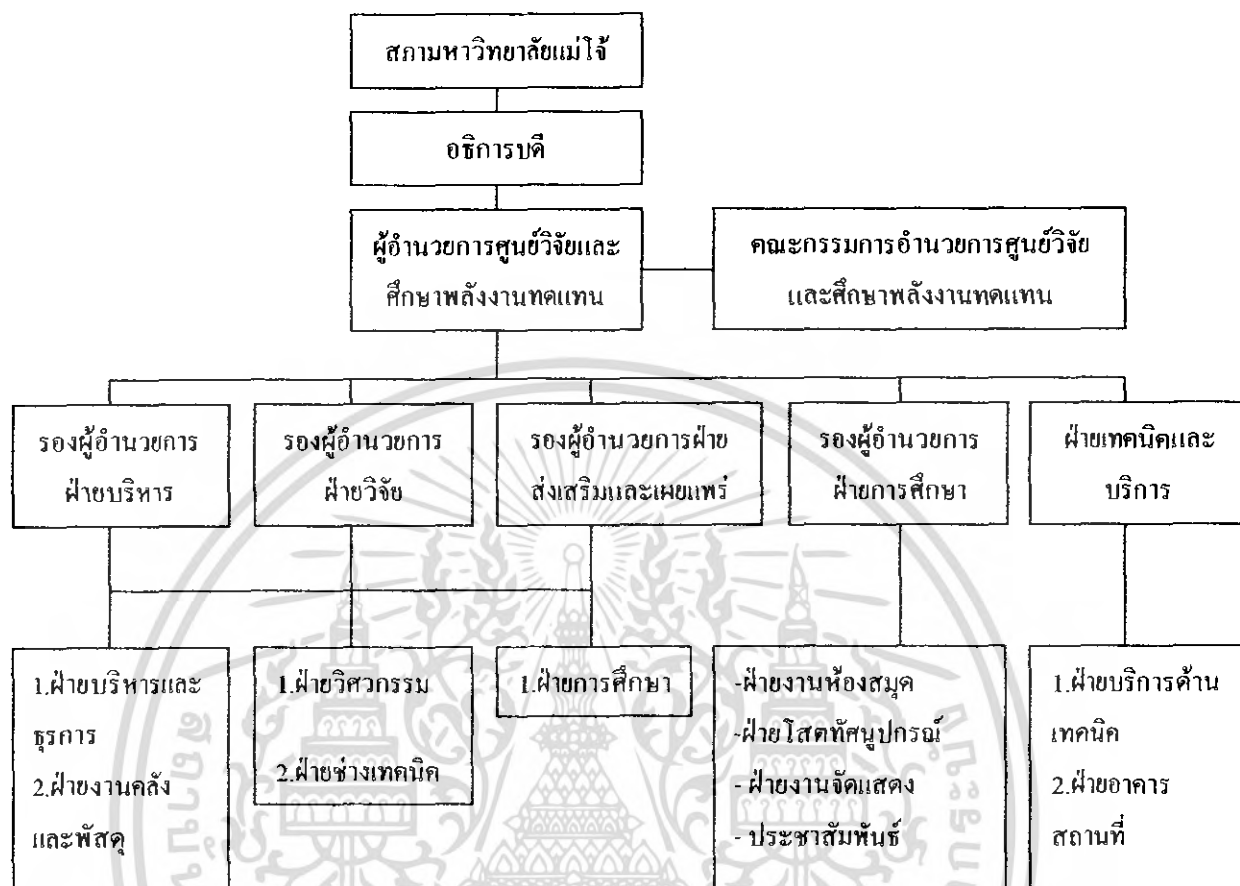 สภามหาวิทยาลัยแม่โจ้
อธิการบดี
ผู้อำนวยการศูนย์วิจัยและ
ศึกษาพลังงานทดแทน
คณะกรรมการอำนวยการศูนย์วิจัย
และศึกษาพลังงานทดแทน
รองผู้อำนวยการ
ฝ่ายบริหาร
รองผู้อำนวยการ
ฝ่ายวิจัย
รองผู้อำนวยการฝ่าย
ส่งเสริมและเผยแพร่
รองผู้อำนวยการ
ฝ่ายการศึกษา
ฝ่ายเทคนิคและ
บริการ
1.ฝ่ายบริหารและ
ธุรการ
2.ฝ่ายงานคลัง
และพัสดุ
1.ฝ่ายวิศวกรรม
2.ฝ่ายช่างเทคนิค
1.ฝ่ายการศึกษา
-ฝ่ายงานห้องสมุด
-ฝ่ายโสตทัศนูปกรณ์
- ฝ่ายงานจัดแสดง
- ประชาสัมพันธ์
1.ฝ่ายบริการด้าน
เทคนิค
2.ฝ่ายอาคาร
สถานที่